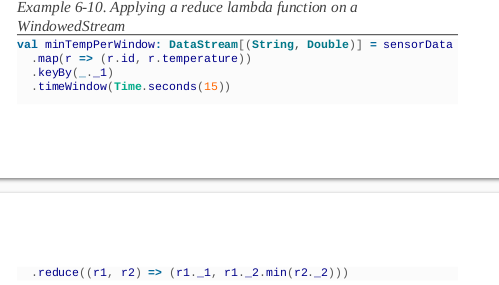 Example 6-10. Applying a reduce lambda function on a
WindowedStream
val minTempPerWindow: DataStream[(String, Double)] = sensorData
  .map(r => (r.id, r.temperature))
  .keyBy(_._1)
  .timeWindow(Time.seconds(15))
  .reduce((r1, r2) => (r1._1, r1._2.min(r2._2)))